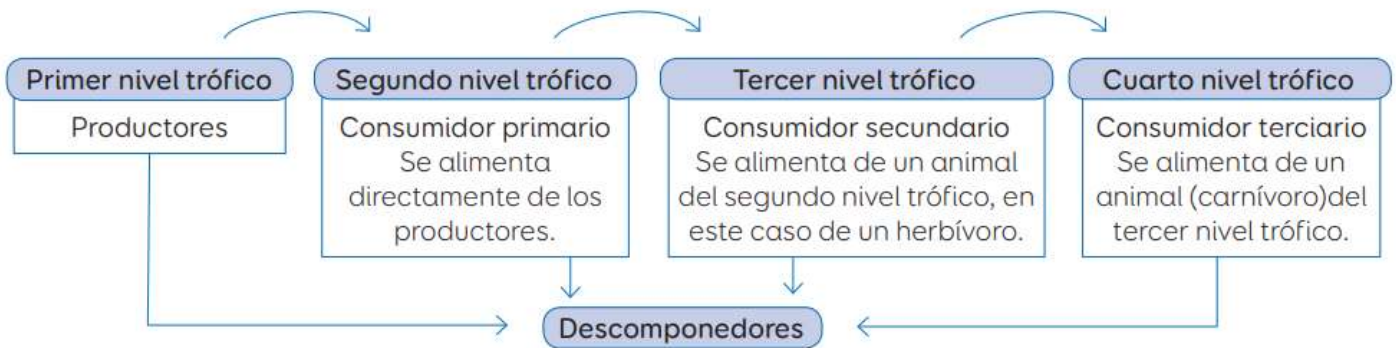 Primer nivel trófico
Productores
Segundo nivel trófico
Consumidor primario
Se alimenta
directamente de los
productores.
Tercer nivel trófico
Consumidor secundario
Se alimenta de un animal
del segundo nivel trófico, en
este caso de un herbívoro.
Cuarto nivel trófico
Consumidor terciario
Se alimenta de un
animal (carnívoro)del
tercer nivel trófico.
Descomponedores